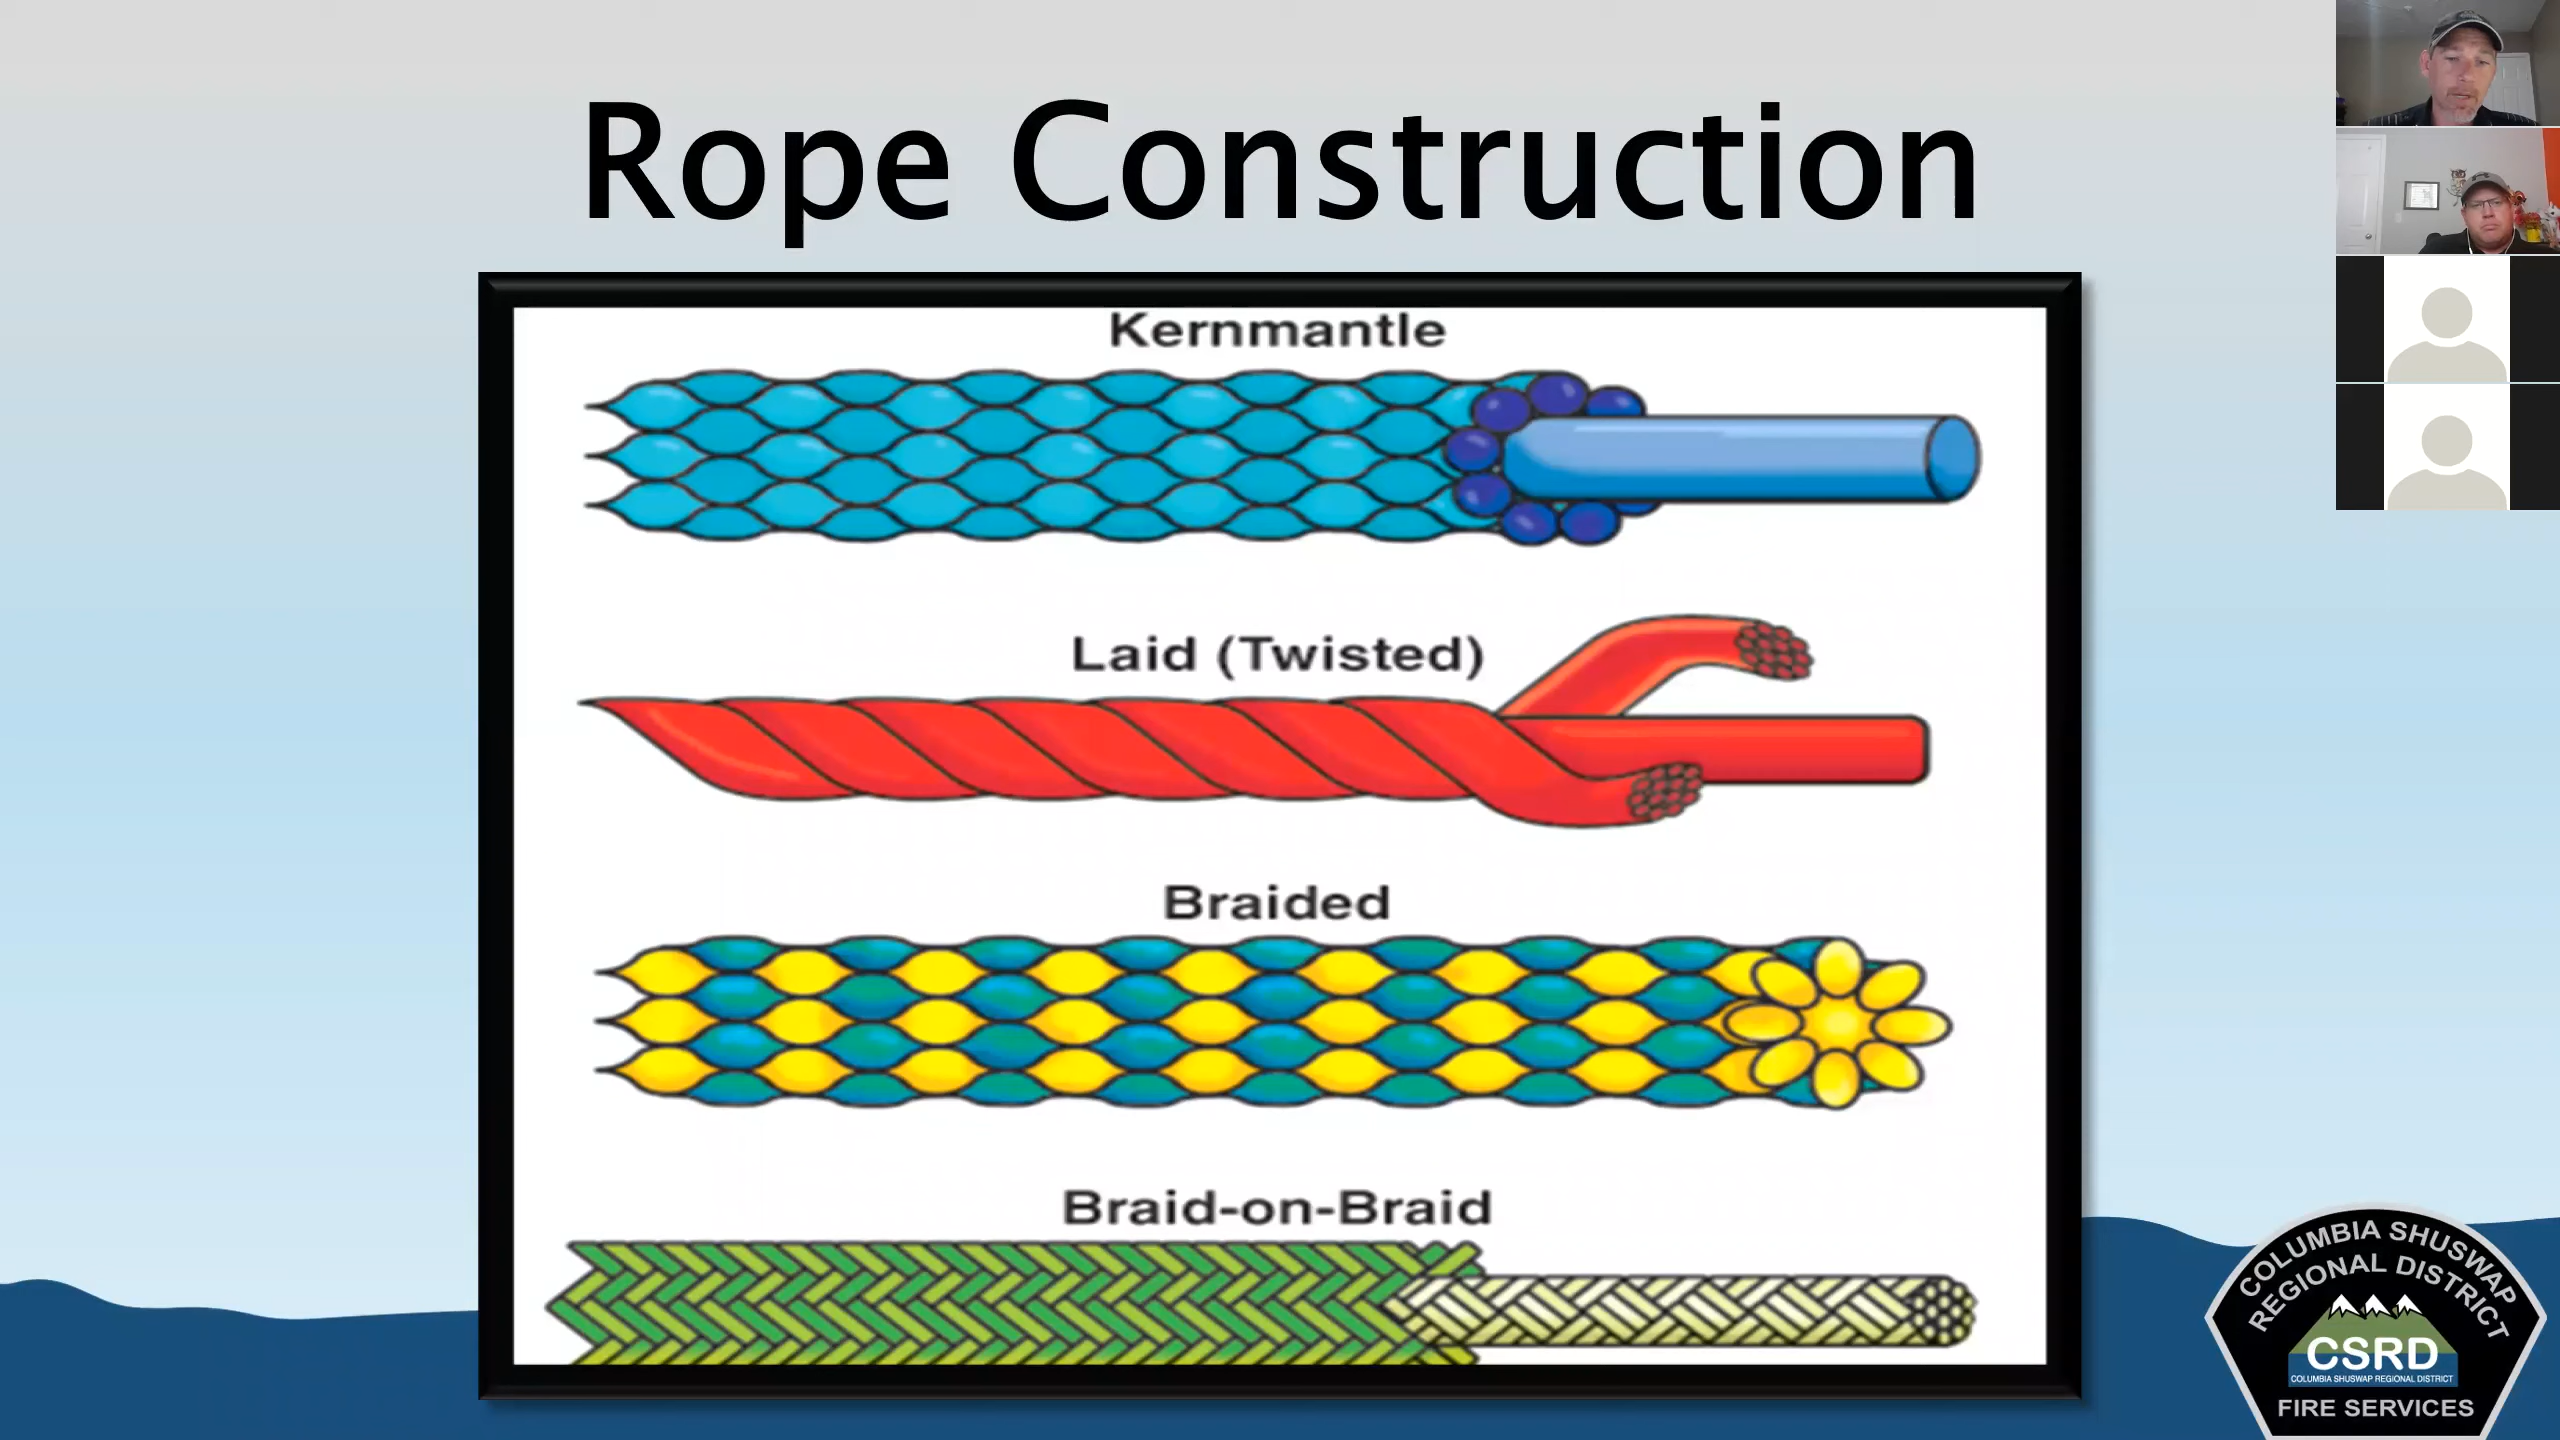 Rope Construction
Kernmantle
Laid (Twisted)
Braided
Braid-on-Braid
COLUMBIA SHUSWAP
REGIONAL DISTRICT
CSRD
COLUMBIA SHUSWAP REGIONAL DISTRICT
FIRE SERVICES